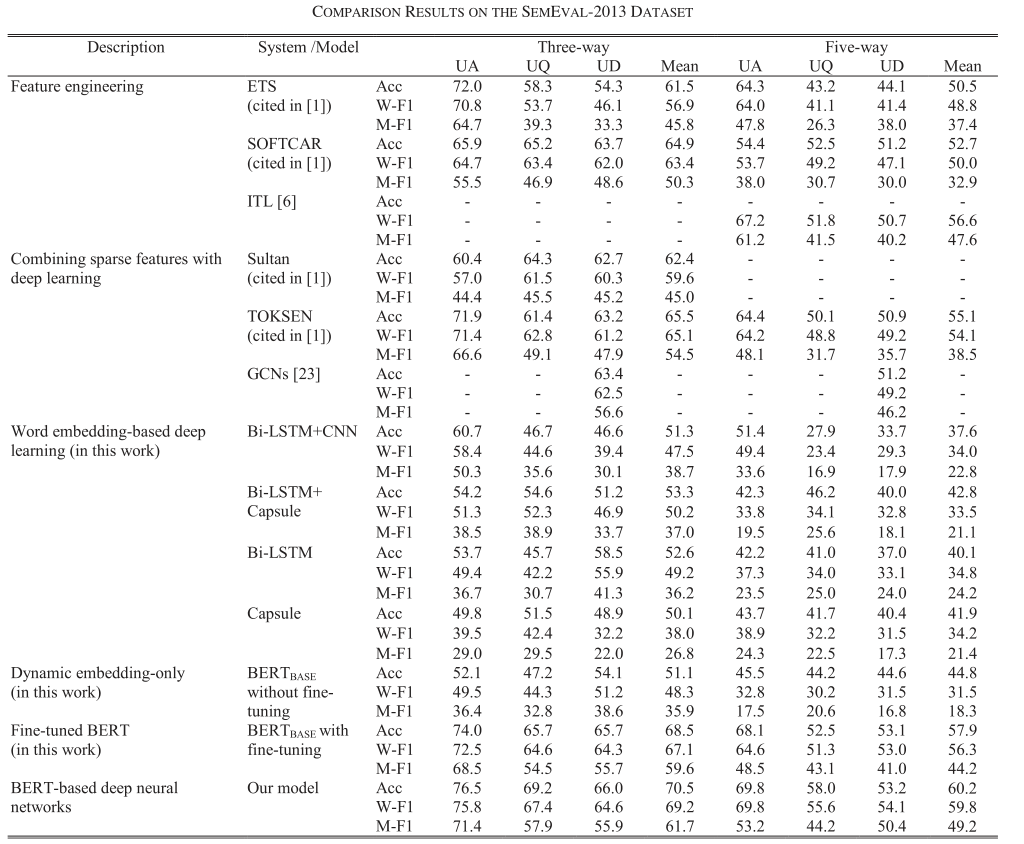 COMPARISON RESULTS ON THE SEMEVAL-2013 DATASET
Description System /Model Three-way Five-way
UA UQ UD Mean UA UQ UD Mean
Feature engineering ETS Acc 72.0 58.3 54.3 61.5 64.3 43.2 44.1 50.5
(cited in [1]) W-F1 70.8 53.7 46.1 56.9 64.0 41.1 41.4 48.8
M-F1 64.7 39.3 33.3 45.8 47.8 26.3 38.0 37.4
SOFTCAR Acc 65.9 65.2 63.7 64.9 54.4 52.5 51.2 52.7
(cited in [1]) W-F1 64.7 63.4 62.0 63.4 53.7 49.2 47.1 50.0
M-F1 55.5 46.9 48.6 50.3 38.0 30.7 30.0 32.9
ITL [6] Acc - - - - - - - -
W-F1 - - - - 67.2 51.8 50.7 56.6
M-F1 - - - - 61.2 41.5 40.2 47.6
Combining sparse features with Sultan Acc 60.4 64.3 62.7 62.4 - - - -
deep learning (cited in [1]) W-F1 57.0 61.5 60.3 59.6 - - - -
M-F1 44.4 45.5 45.2 45.0 - - - -
TOKSEN Acc 71.9 61.4 63.2 65.5 64.4 50.1 50.9 55.1
(cited in [1]) W-F1 71.4 62.8 61.2 65.1 64.2 48.8 49.2 54.1
M-F1 66.6 49.1 47.9 54.5 48.1 31.7 35.7 38.5
GCNs [23] Acc - - 63.4 - - - 51.2 -
W-F1 - - 62.5 - - - 49.2 -
M-F1 - - 56.6 - - - 46.2 -
Word embedding-based deep Bi-LSTM+CNN Acc 60.7 46.7 46.6 51.3 51.4 27.9 33.7 37.6
learning (in this work) W-F1 58.4 44.6 39.4 47.5 49.4 23.4 29.3 34.0
M-F1 50.3 35.6 30.1 38.7 33.6 16.9 17.9 22.8
Bi-LSTM+ Acc 54.2 54.6 51.2 53.3 42.3 46.2 40.0 42.8
Capsule W-F1 51.3 52.3 46.9 50.2 33.8 34.1 32.8 33.5
M-F1 38.5 38.9 33.7 37.0 19.5 25.6 18.1 21.1
Bi-LSTM Acc 53.7 45.7 58.5 52.6 42.2 41.0 37.0 40.1
W-F1 49.4 42.2 55.9 49.2 37.3 34.0 33.1 34.8
M-F1 36.7 30.7 41.3 36.2 23.5 25.0 24.0 24.2
Capsule Acc 49.8 51.5 48.9 50.1 43.7 41.7 40.4 41.9
W-F1 39.5 42.4 32.2 38.0 38.9 32.2 31.5 34.2
M-F1 29.0 29.5 22.0 26.8 24.3 22.5 17.3 21.4
Dynamic embedding-only BERTBASE Acc 52.1 47.2 54.1 51.1 45.5 44.2 44.6 44.8
(in this work) without fine- W-F1 49.5 44.3 51.2 48.3 32.8 30.2 31.5 31.5
tuning M-F1 36.4 32.8 38.6 35.9 17.5 20.6 16.8 18.3
Fine-tuned BERT BERTBASE with Acc 74.0 65.7 65.7 68.5 68.1 52.5 53.1 57.9
(in this work) fine-tuning W-F1 72.5 64.6 64.3 67.1 64.6 51.3 53.0 56.3
M-F1 68.5 54.5 55.7 59.6 48.5 43.1 41.0 44.2
BERT-based deep neural Our model Acc 76.5 69.2 66.0 70.5 69.8 58.0 53.2 60.2
networks W-F1 75.8 67.4 64.6 69.2 69.8 55.6 54.1 59.8
M-F1 71.4 57.9 55.9 61.7 53.2 44.2 50.4 49.2